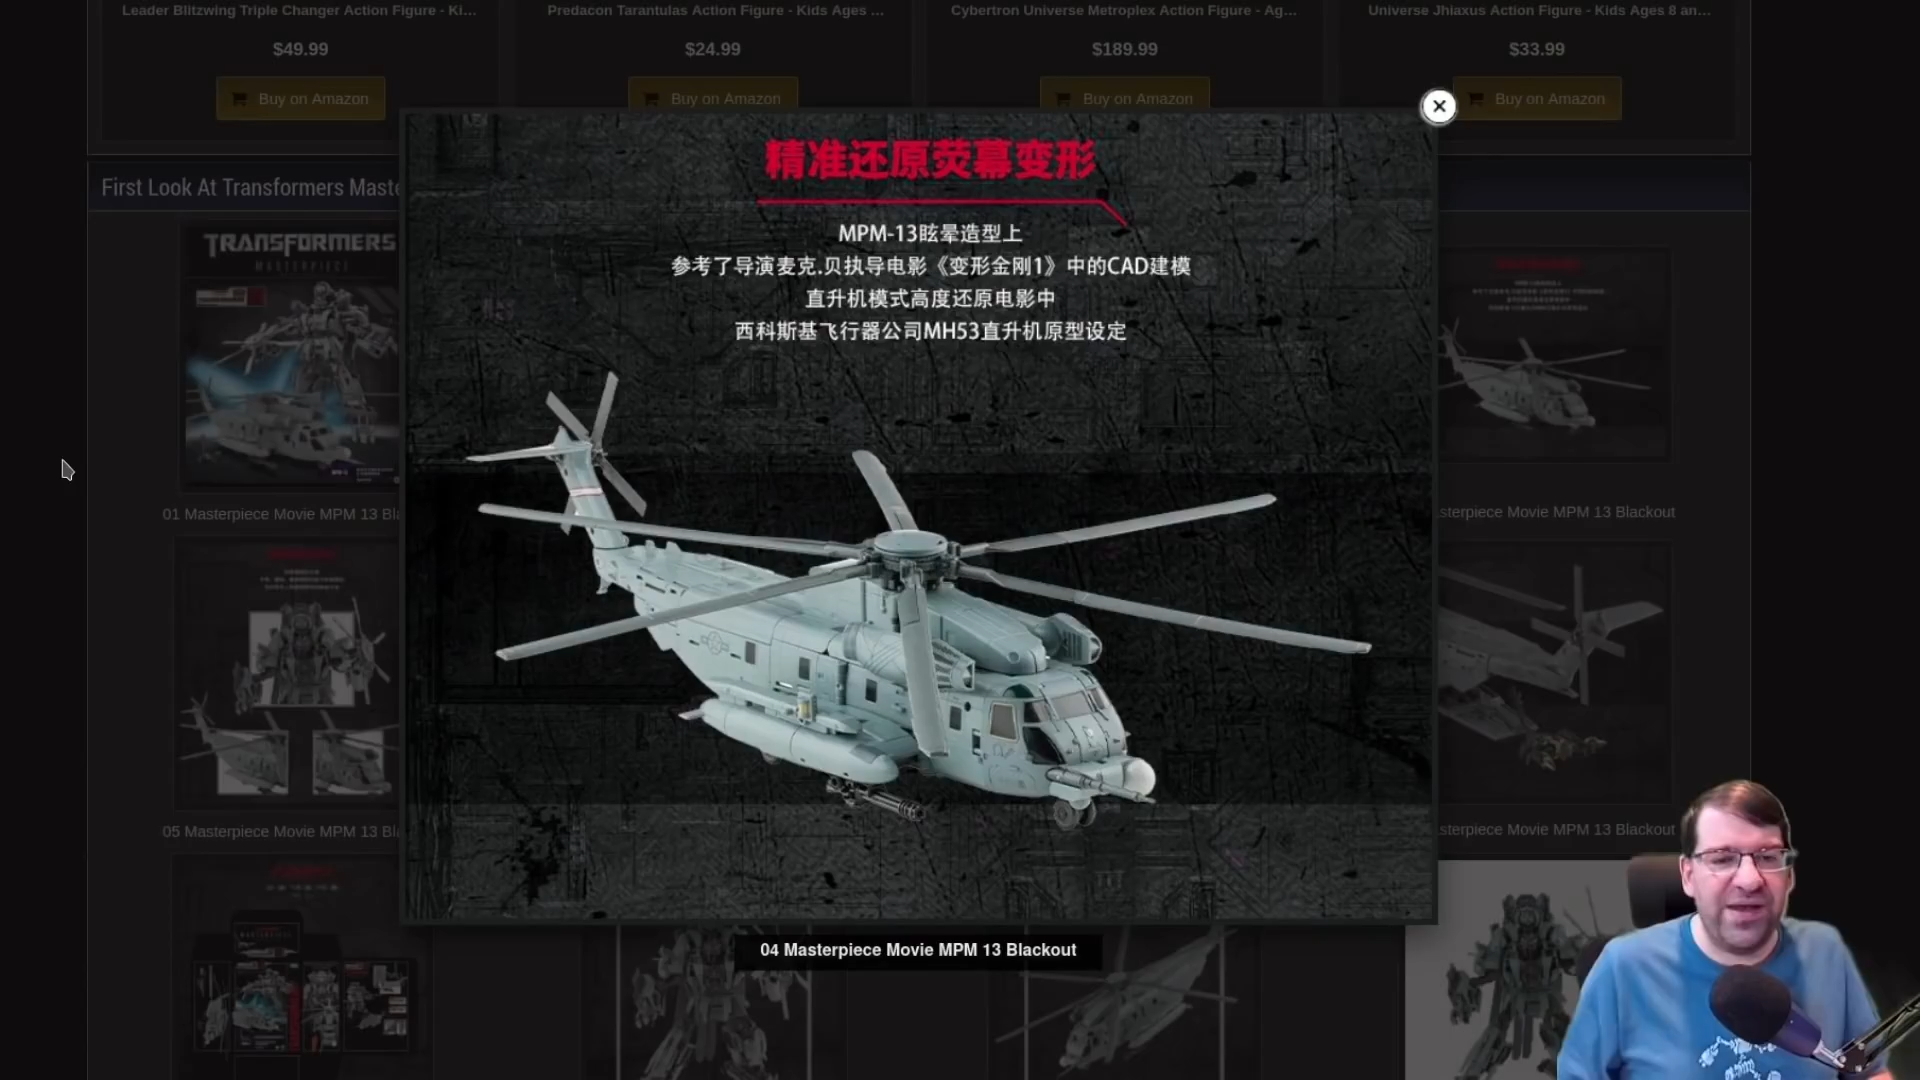 Leader Blitzwing Triple Changer Action Figure - Ki...
Predacon Tarantulas Action Figure - Kids Ages ...
Cybertron Universe Metroplex Action Figure - Ag...
Universe Jhiaxus Action Figure - Kids Ages 8 an...
$49.99
$24.99
$189.99
$33.99
Buy on Amazon
Buy on Amazon
Buy on Amazon
Buy on Amazon
精准还原荧幕变形
MPM-13眩晕造型上
参考了导演麦克.贝执导电影《变形金刚1》中的CAD建模
直升机模式高度还原电影中
西科斯基飞行器公司MH53直升机原型设定
First Look At Transformers Maste
TRANSFORMERS
MASTERPIECE
01 Masterpiece Movie MPM 13 Bl
sterpiece Movie MPM 13 Blackout
05 Masterpiece Movie MPM 13 Bl
sterpiece Movie MPM 13 Blackout
04 Masterpiece Movie MPM 13 Blackout